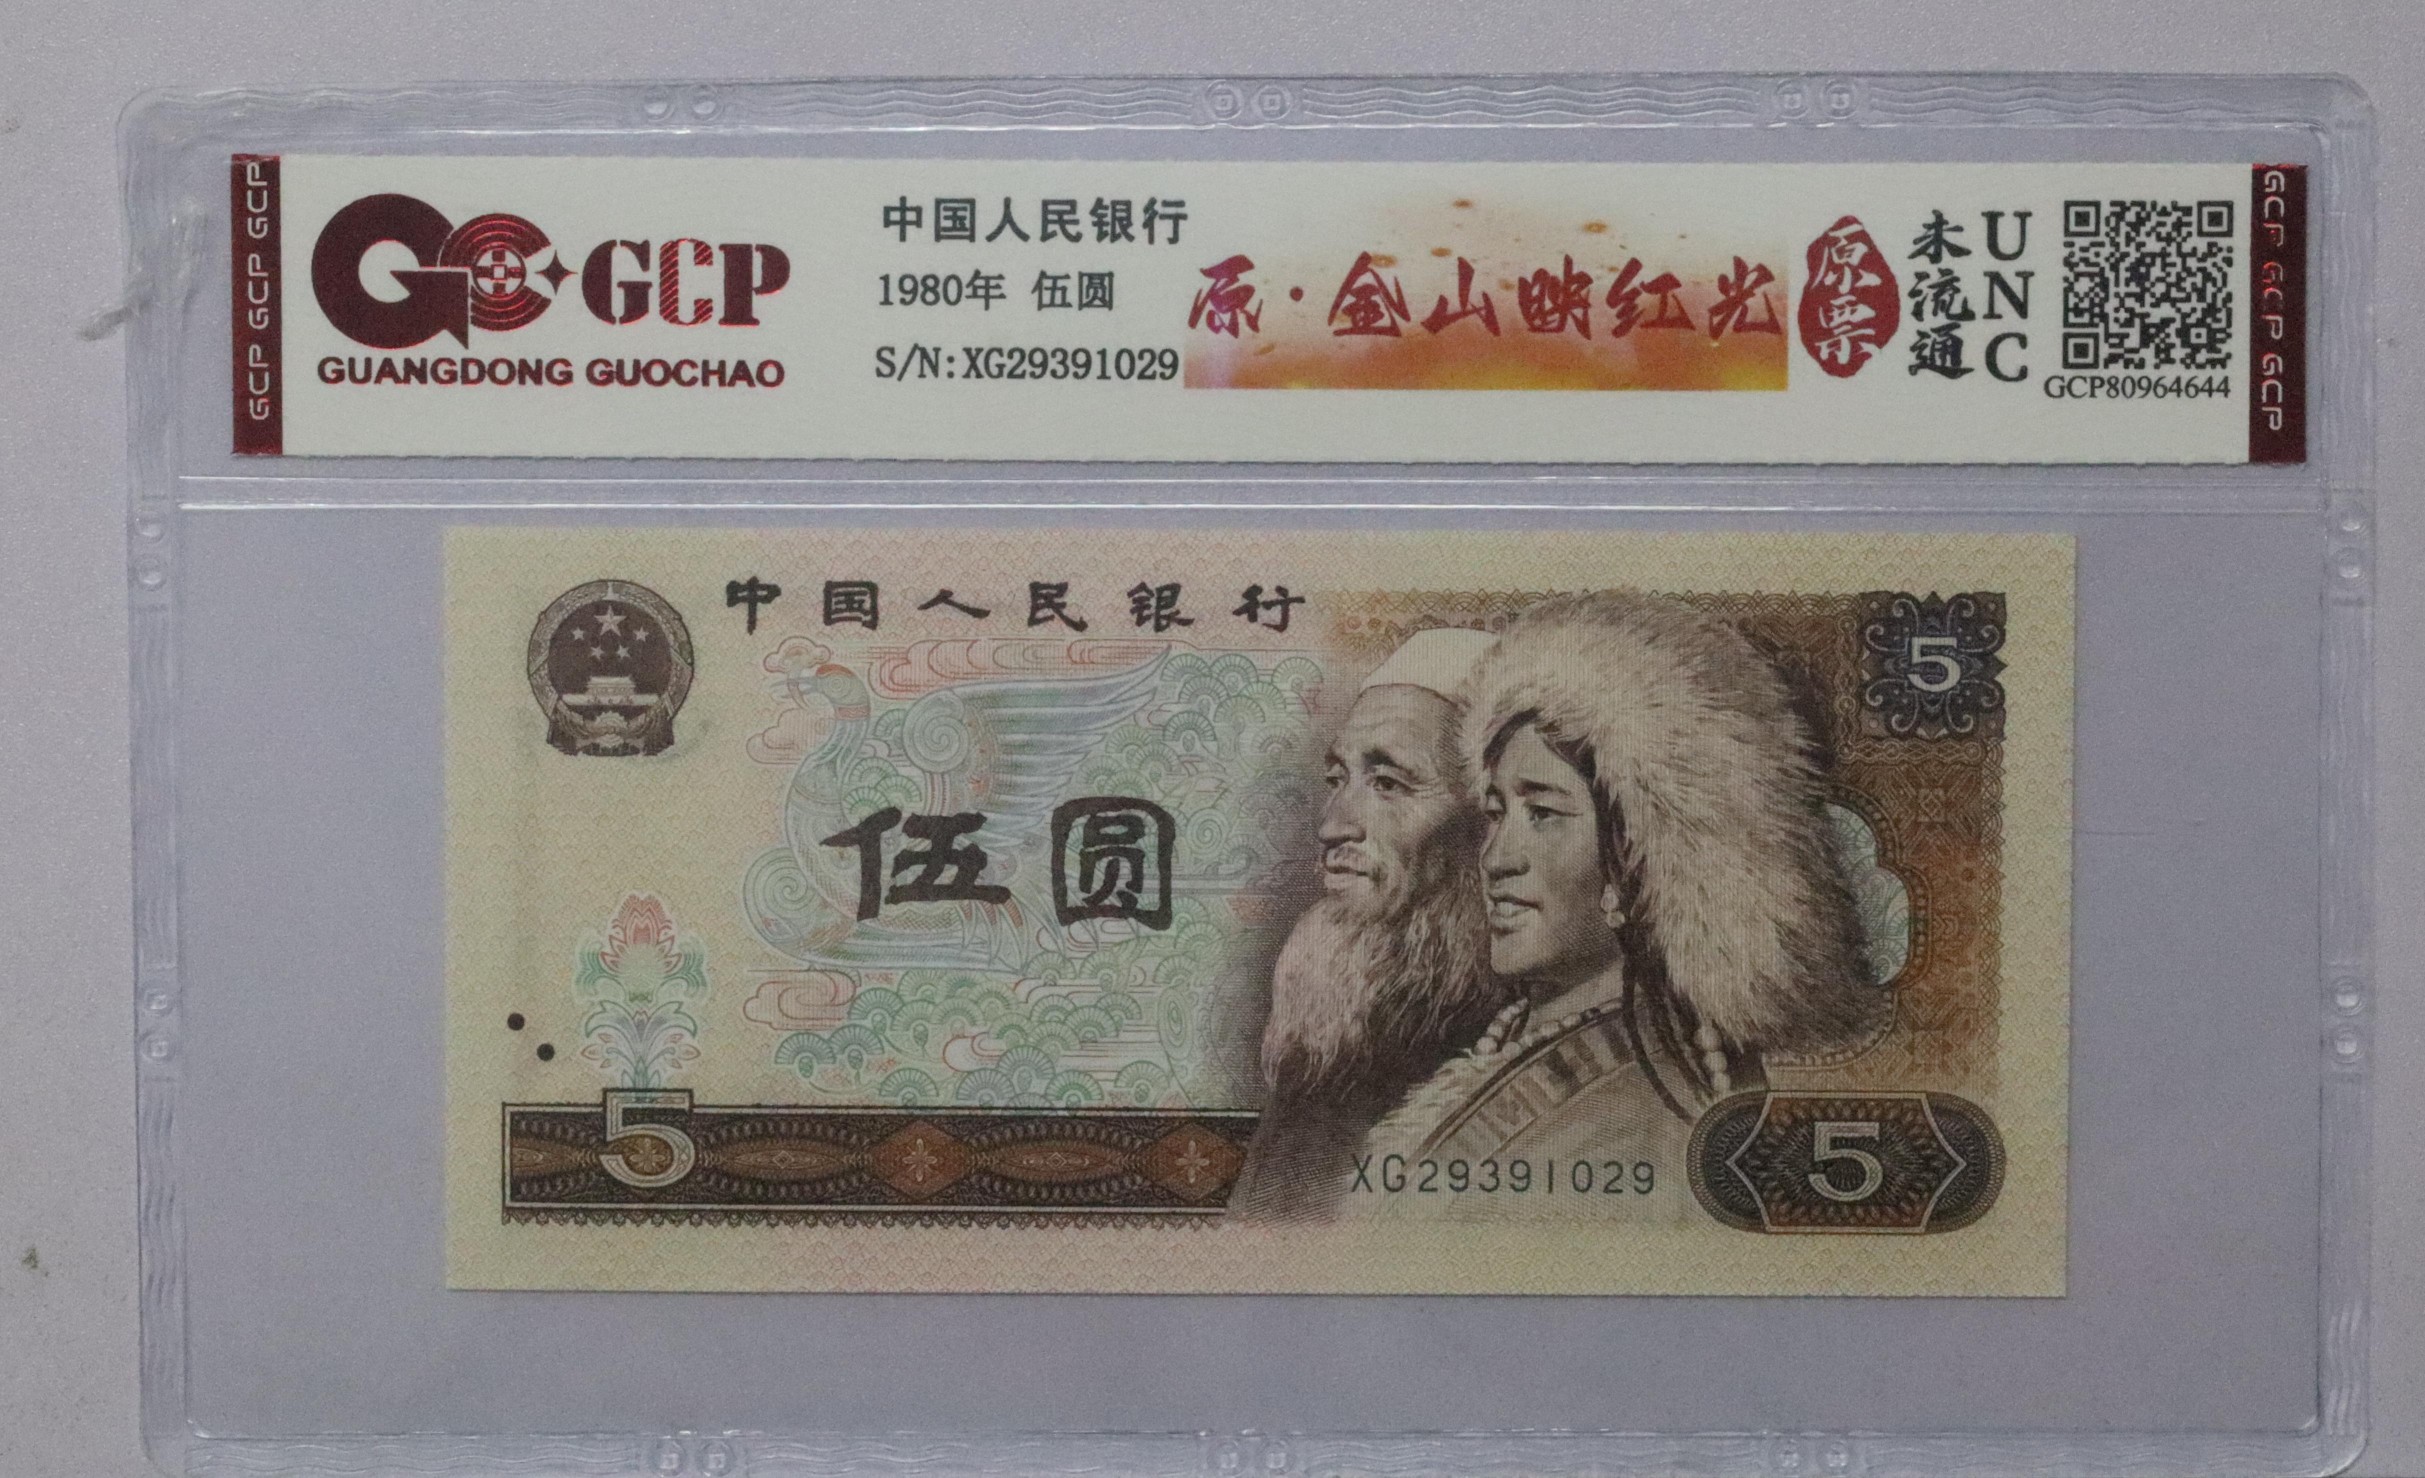 GCP GCP GCP
GCP
GUANGDONG GUOCHAO
中国人民银行
1980年 伍圆
S/N:XG29391029
原·金山映红光
原票
未流通
UNC
GCP80964644
GCP GCP GCP
中国人民银行
5
伍圆
5
XG29391029
5